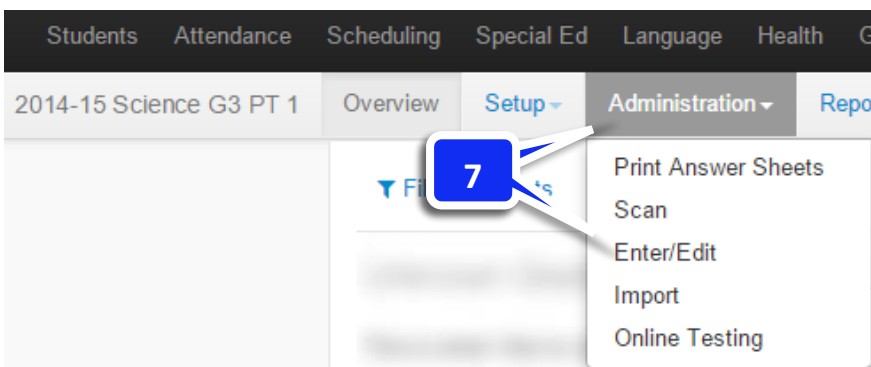 Students Attendance Scheduling Special Ed Language Health
2014-15 Science G3 PT 1 Overview Setup Administration Repo
7
Print Answer Sheets
Scan
Enter/Edit
Import
Online Testing